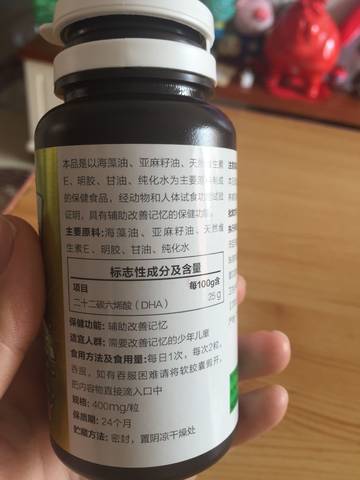 本品是以海藻油、亚麻籽油、天然维生素
E、明胶、甘油、纯化水为主要原料制成
的保健食品，经动物和人体试食功能试验
证明，具有辅助改善记忆的保健功能。
主要原料：海藻油、亚麻籽油、天然维
生素E、明胶、甘油、纯化水
标志性成分及含量
项目 每100g含
二十二碳六烯酸（DHA） 25g
保健功能：辅助改善记忆
适宜人群：需要改善记忆的少年儿童
食用方法及食用量：每日1次，每次2粒，
吞食，如有吞服困难请将软胶囊剪开，
把内容物直接滴入口中
规格：400mg/粒
保质期：24个月
贮藏方法：密封，置阴凉干燥处